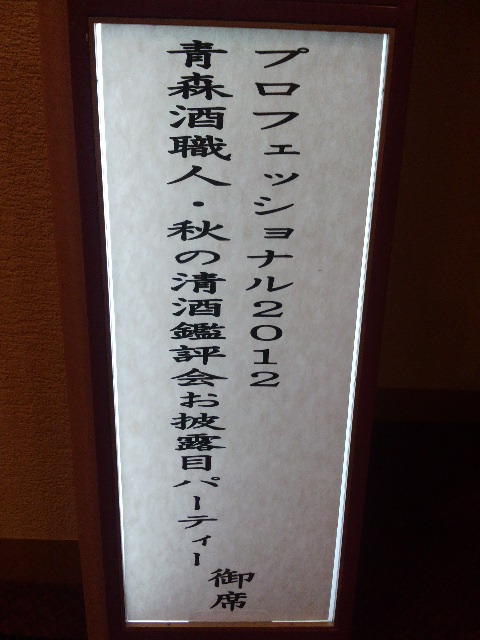 プロフェッショナル2012
青森酒職人・秋の清酒鑑評会お披露目パーティー
御席